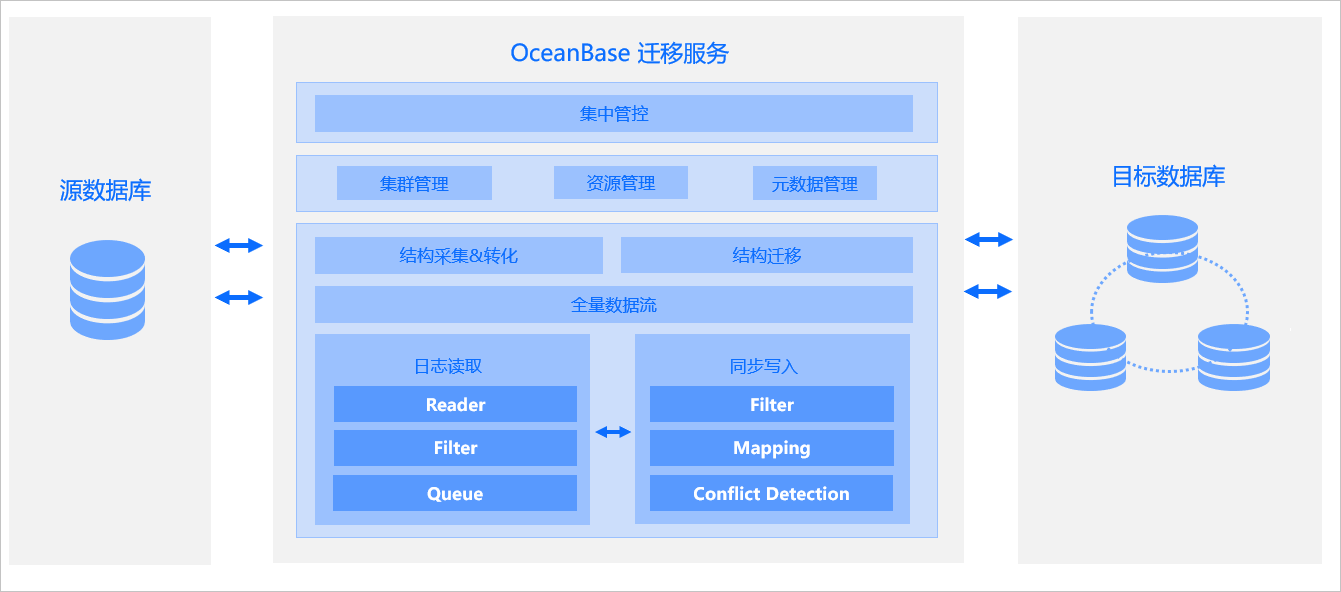 OceanBase 迁移服务
源数据库
集中管控
集群管理
资源管理
元数据管理
结构采集&转化
结构迁移
全量数据流
日志读取
Reader
Filter
Queue
同步写入
Filter
Mapping
Conflict Detection
目标数据库